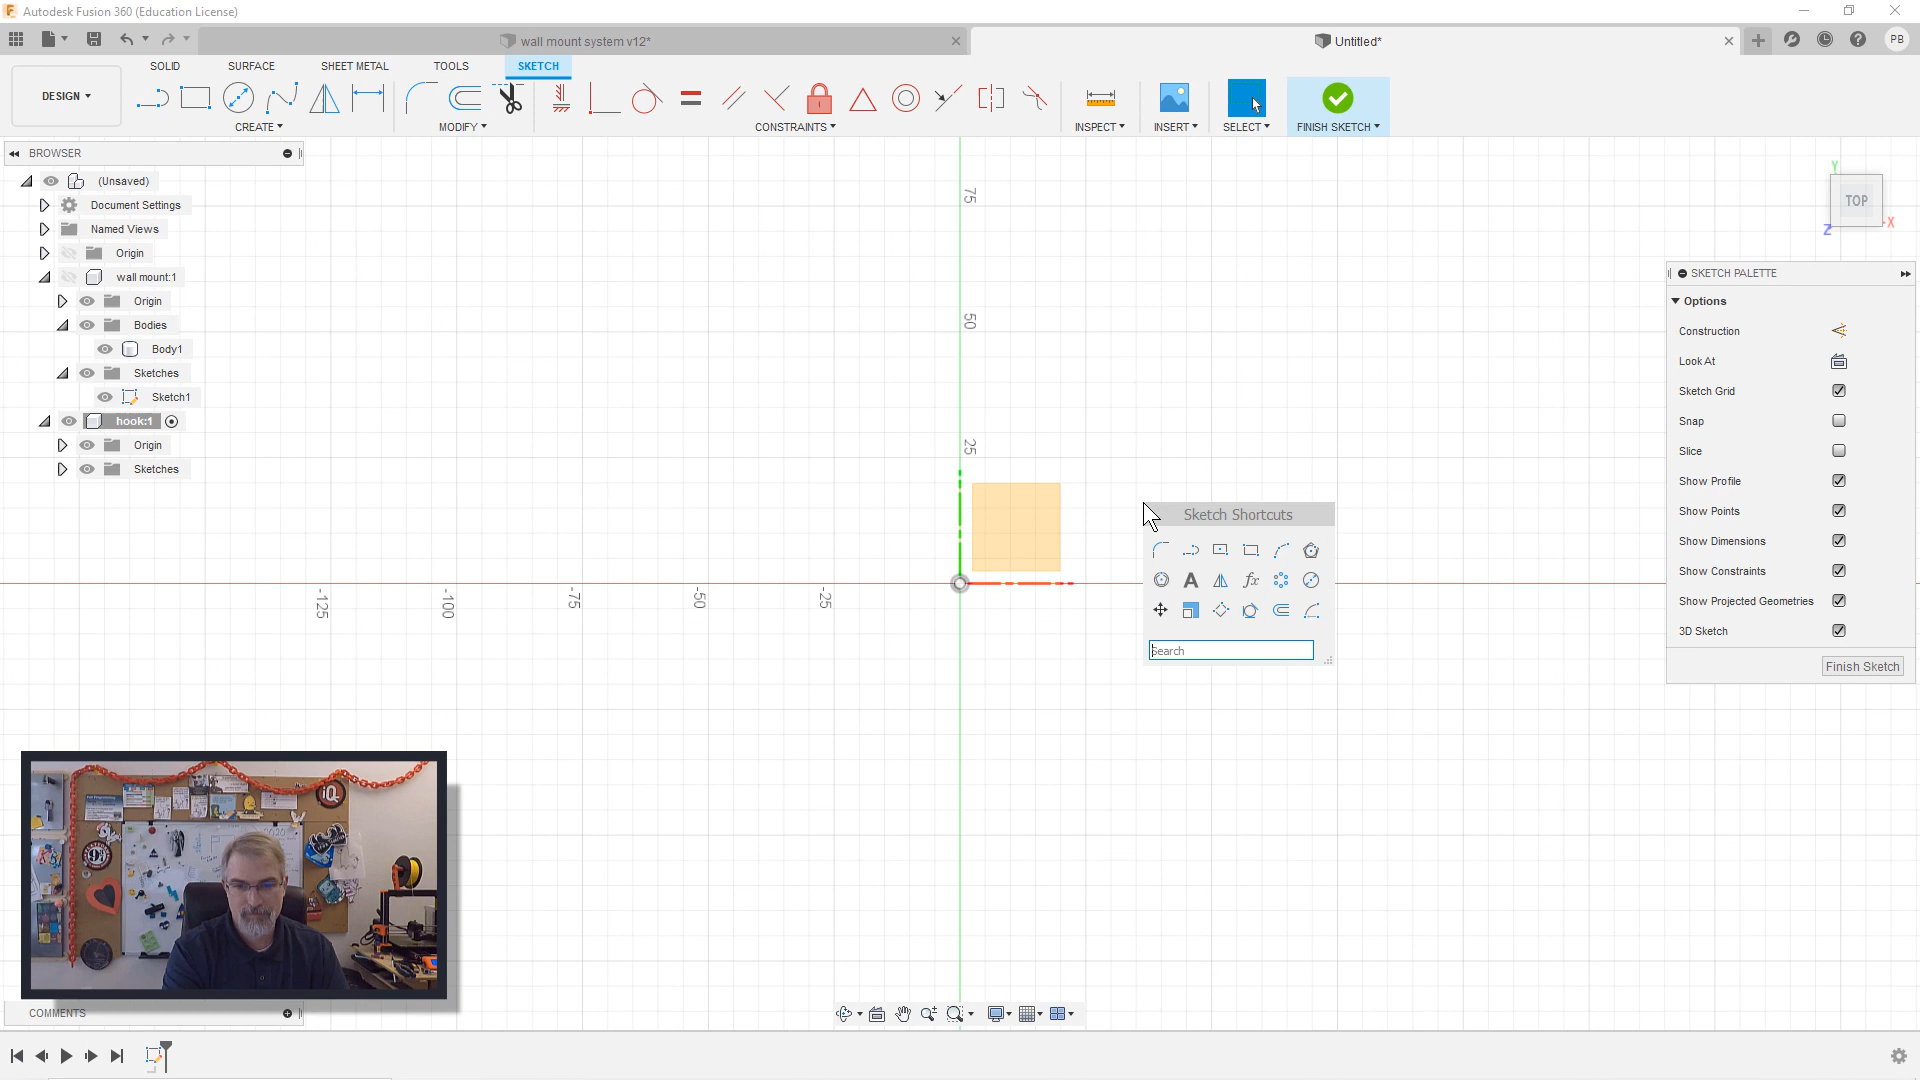 Autodesk Fusion 360 (Education License)
wall mount system v12*
Untitled*
PB
SOLID
SURFACE
SHEET METAL
TOOLS
SKETCH
DESIGN
CREATE
MODIFY
CONSTRAINTS
INSPECT
INSERT
SELECT
FINISH SKETCH
BROWSER
(Unsaved)
Document Settings
Named Views
Origin
wall mount:1
Origin
Bodies
Body1
Sketches
Sketch1
hook:1
Origin
Sketches
75
50
25
-125
-100
-75
-50
-25
Y
TOP
X
Z
Sketch Shortcuts
A
fx
Search
SKETCH PALETTE
Options
Construction
Look At
Sketch Grid
Snap
Slice
Show Profile
Show Points
Show Dimensions
Show Constraints
Show Projected Geometries
3D Sketch
Finish Sketch
iQ
COMMENTS